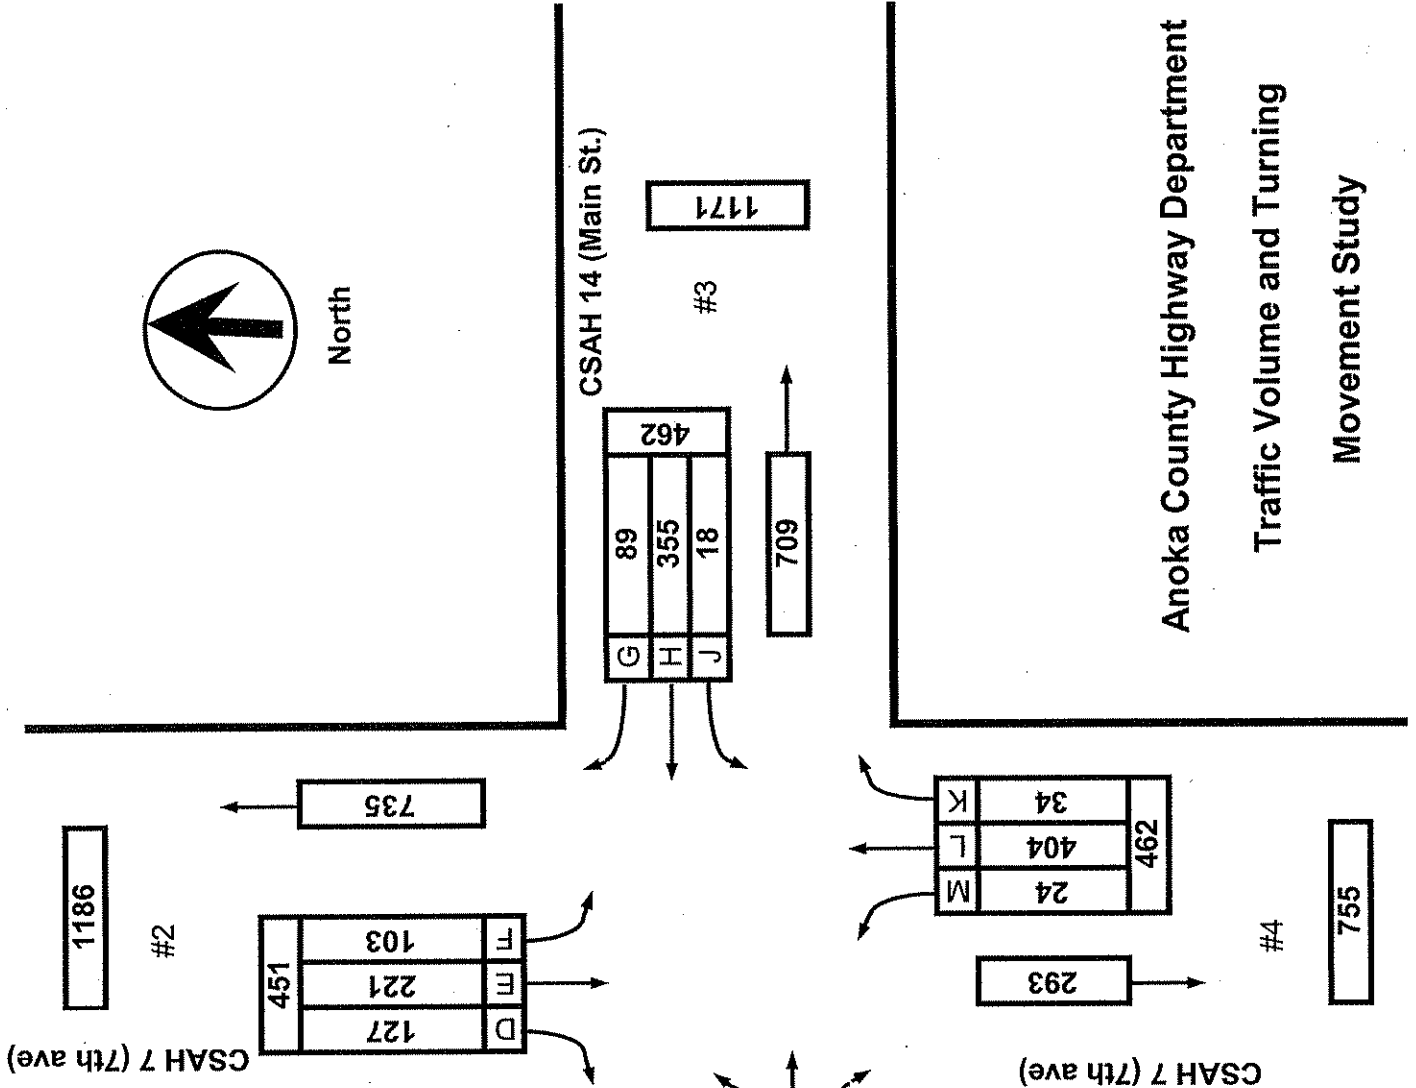 North
CSAH 14 (Main St.)
1171
#3
462
G 89
H 355
J 18
709
735
1186
#2
CSAH 7 (7th ave)
451
D 127
E 221
F 103
K 34
L 404
M 24
462
293
#4
755
CSAH 7 (7th ave)
Anoka County Highway Department
Traffic Volume and Turning
Movement Study